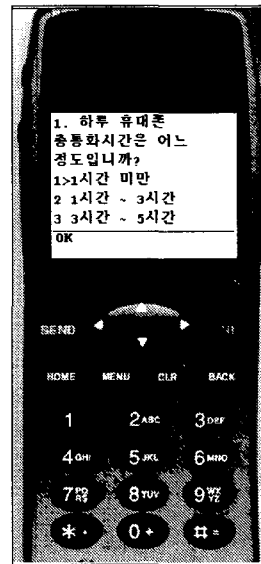 1. 하루 휴대폰
총통화시간은 어느
정도입니까?
1>1시간 미만
2 1시간 ~ 3시간
3 3시간 ~ 5시간
OK
SEND
HOME MENU CLR BACK
1 2ABC 3DEF
4GHI 5JKL 6MNO
7PQRS 8TUV 9WXYZ
* 0+ #